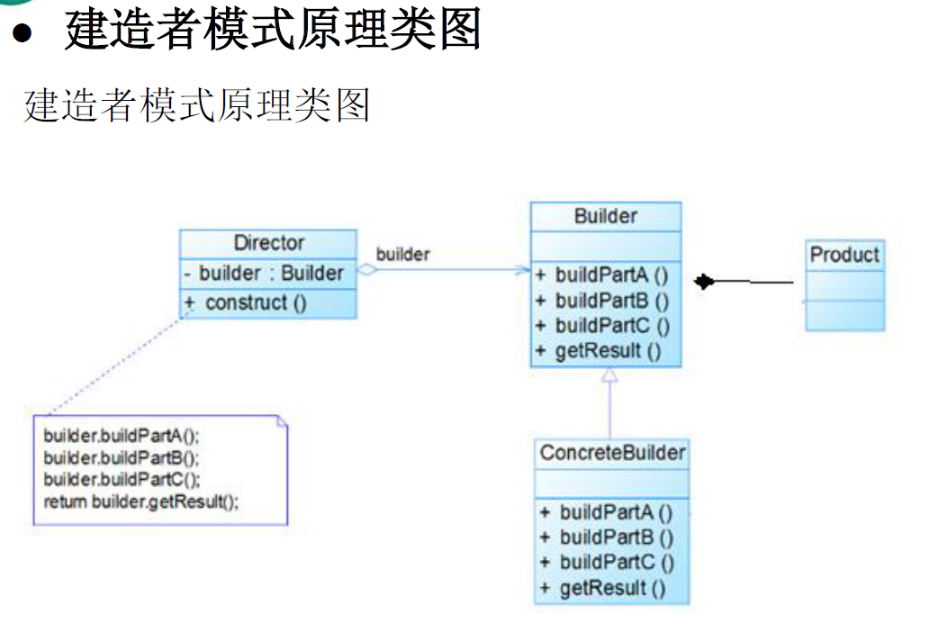 ● 建造者模式原理类图
建造者模式原理类图
Director
- builder : Builder
+ construct ()
builder
Builder
+ buildPartA ()
+ buildPartB ()
+ buildPartC ()
+ getResult ()
Product
builder.buildPartA();
builder.buildPartB();
builder.buildPartC();
return builder.getResult();
ConcreteBuilder
+ buildPartA ()
+ buildPartB ()
+ buildPartC ()
+ getResult ()